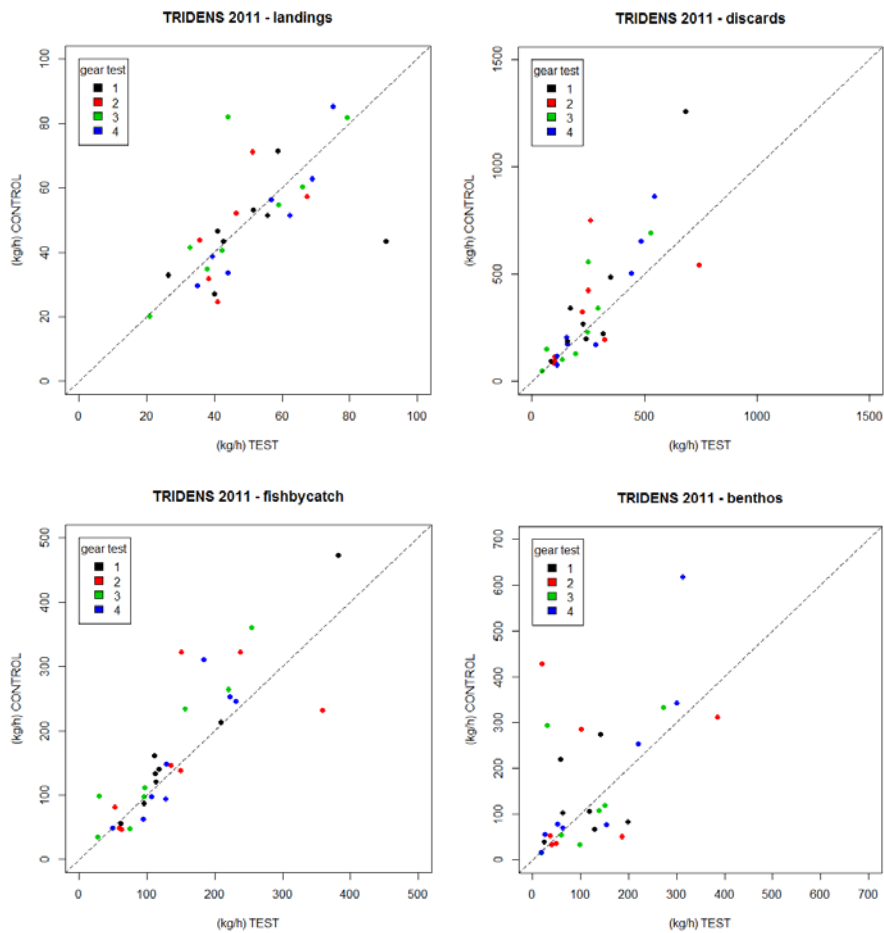 TRIDENS 2011 - landings
gear test
1
2
3
4
(kg/h) CONTROL
0 20 40 60 80 100
0 20 40 60 80 100
(kg/h) TEST
TRIDENS 2011 - discards
gear test
1
2
3
4
(kg/h) CONTROL
0 500 1000 1500
0 500 1000 1500
(kg/h) TEST
TRIDENS 2011 - fishbycatch
gear test
1
2
3
4
(kg/h) CONTROL
0 100 200 300 400 500
0 100 200 300 400 500
(kg/h) TEST
TRIDENS 2011 - benthos
gear test
1
2
3
4
(kg/h) CONTROL
0 100 200 300 400 500 600 700
0 100 200 300 400 500 600 700
(kg/h) TEST